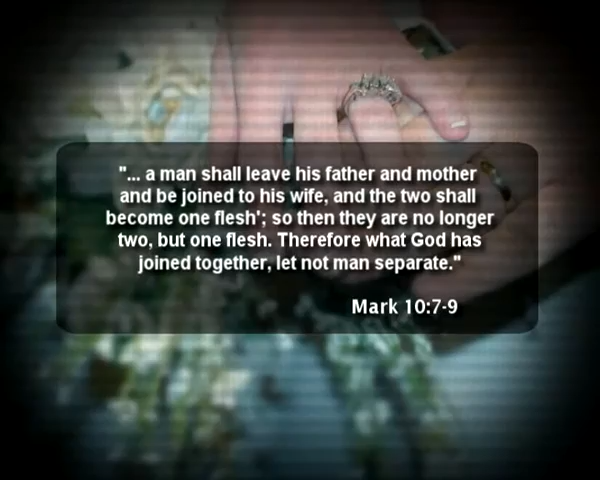 "... a man shall leave his father and mother
and be joined to his wife, and the two shall
become one flesh'; so then they are no longer
two, but one flesh. Therefore what God has
joined together, let not man separate."
Mark 10:7-9